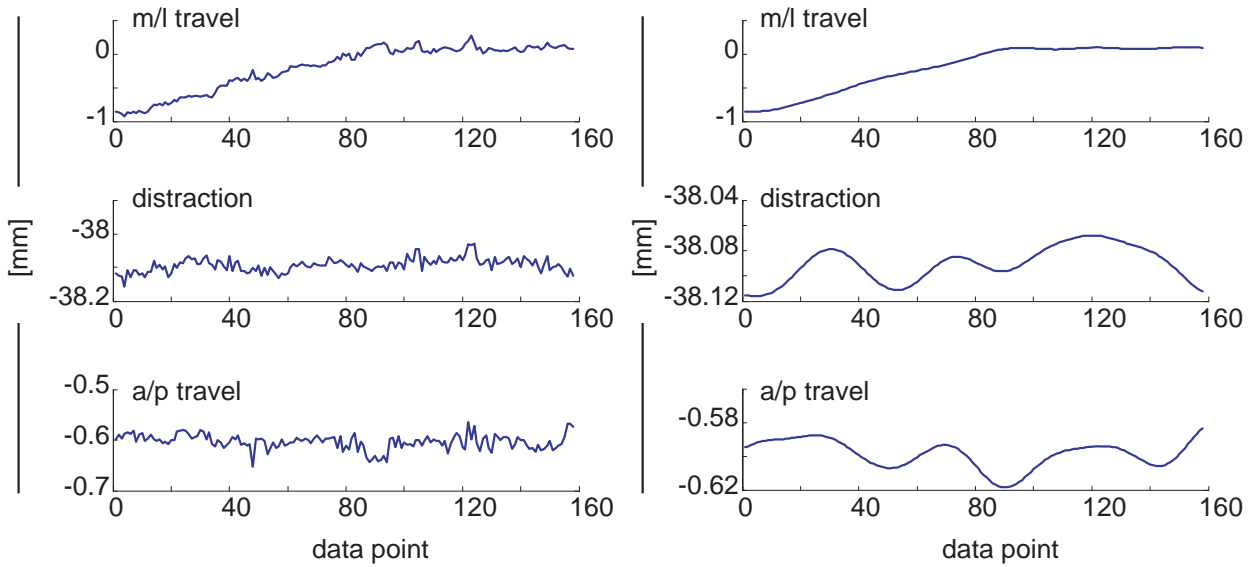 m/l travel
0
-1
0 40 80 120 160
distraction
-38
-38.2
0 40 80 120 160
[mm]
a/p travel
-0.5
-0.6
-0.7
0 40 80 120 160
data point
m/l travel
0
-1
0 40 80 120 160
distraction
-38.04
-38.08
-38.12
0 40 80 120 160
[mm]
a/p travel
-0.58
-0.62
0 40 80 120 160
data point